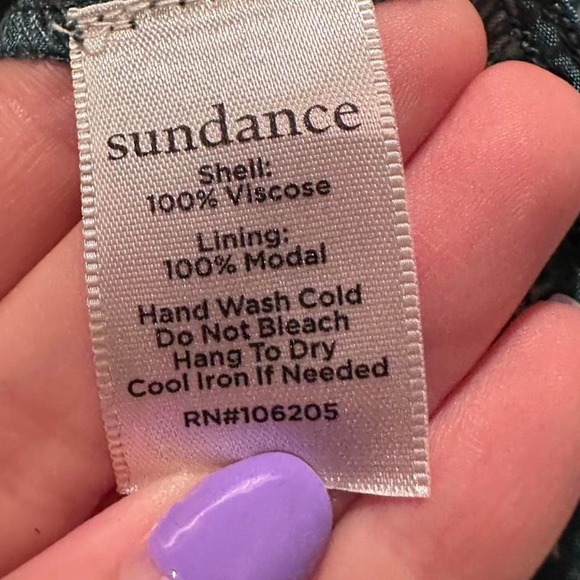 sundance
Shell:
100% Viscose
Lining:
100% Modal
Hand Wash Cold
Do Not Bleach
Hang To Dry
Cool Iron If Needed
RN#106205